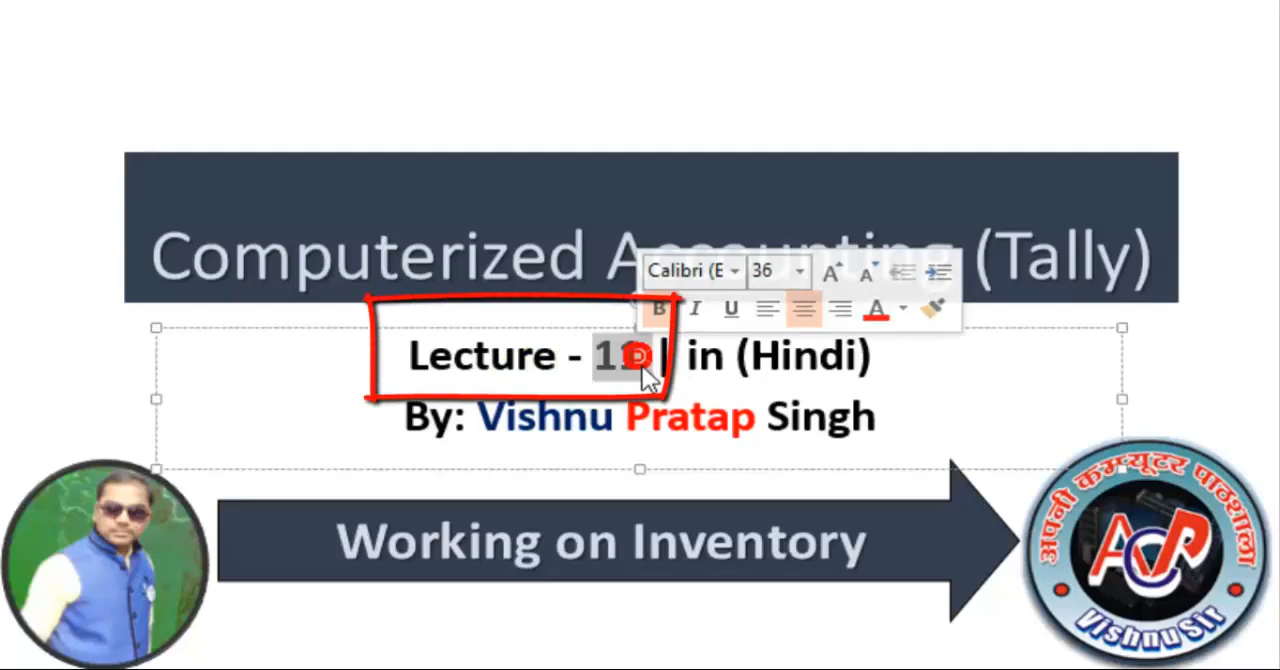 Computerized Accounting (Tally)
Calibri (E 36
B I U A
Lecture - | in (Hindi)
By: Vishnu Pratap Singh
Working on Inventory
अपनी कम्प्यूटर पाठशाला
ACP
Vishnu Sir